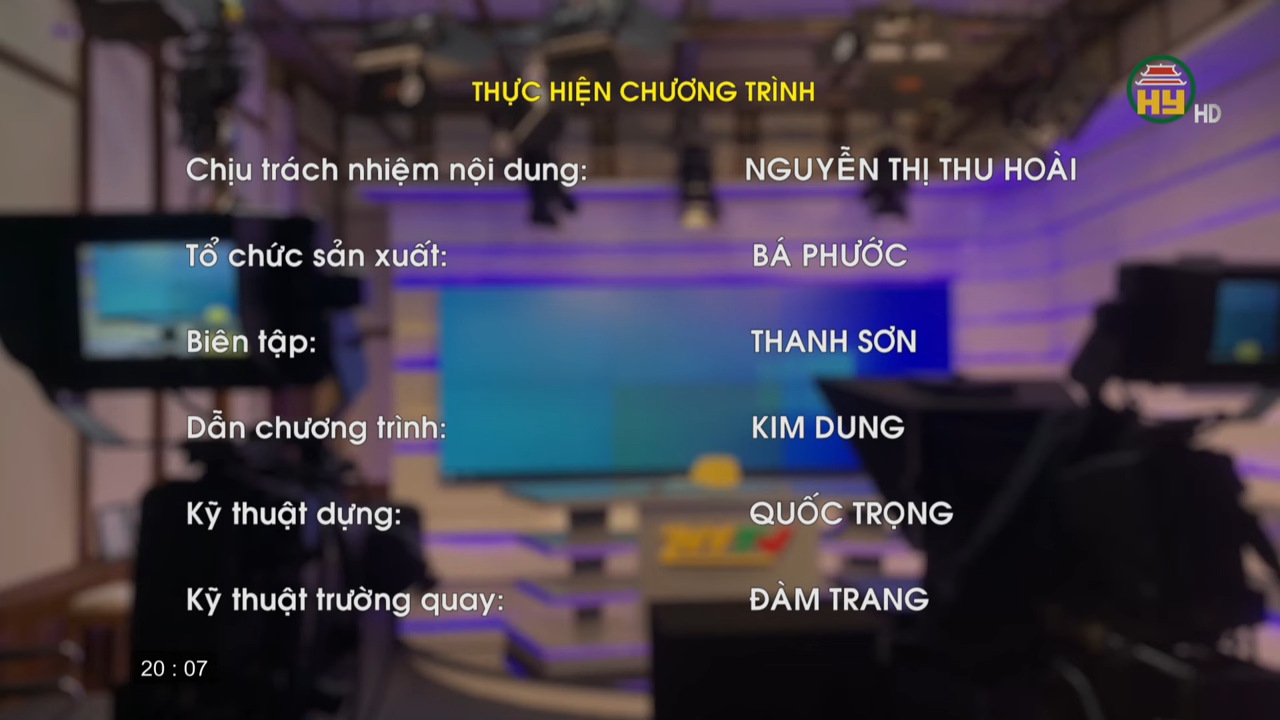 THỰC HIỆN CHƯƠNG TRÌNH
HY HD
Chịu trách nhiệm nội dung: NGUYỄN THỊ THU HOÀI
Tổ chức sản xuất: BÁ PHƯỚC
Biên tập: THANH SƠN
Dẫn chương trình: KIM DUNG
Kỹ thuật dựng: QUỐC TRỌNG
Kỹ thuật trường quay: ĐÀM TRANG
20 : 07